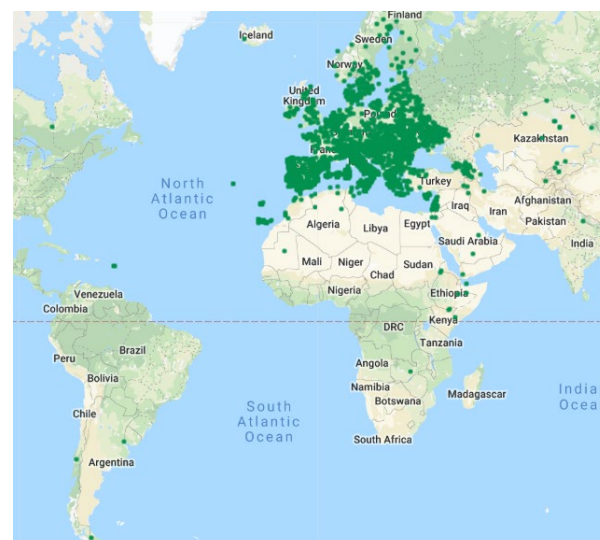 Finland
Iceland
Sweden
Norway
United
Kingdom
Poland
Kazakhstan
France
Turkey
North
Atlantic
Ocean
Afghanistan
Iraq
Iran
Algeria
Libya
Egypt
Pakistan
Saudi Arabia
India
Mali
Niger
Sudan
Chad
Venezuela
Nigeria
Ethiopia
Colombia
Kenya
DRC
Tanzania
Peru
Brazil
Angola
Bolivia
Namibia
Botswana
Madagascar
India
Ocea
Chile
South
Atlantic
Ocean
South Africa
Argentina